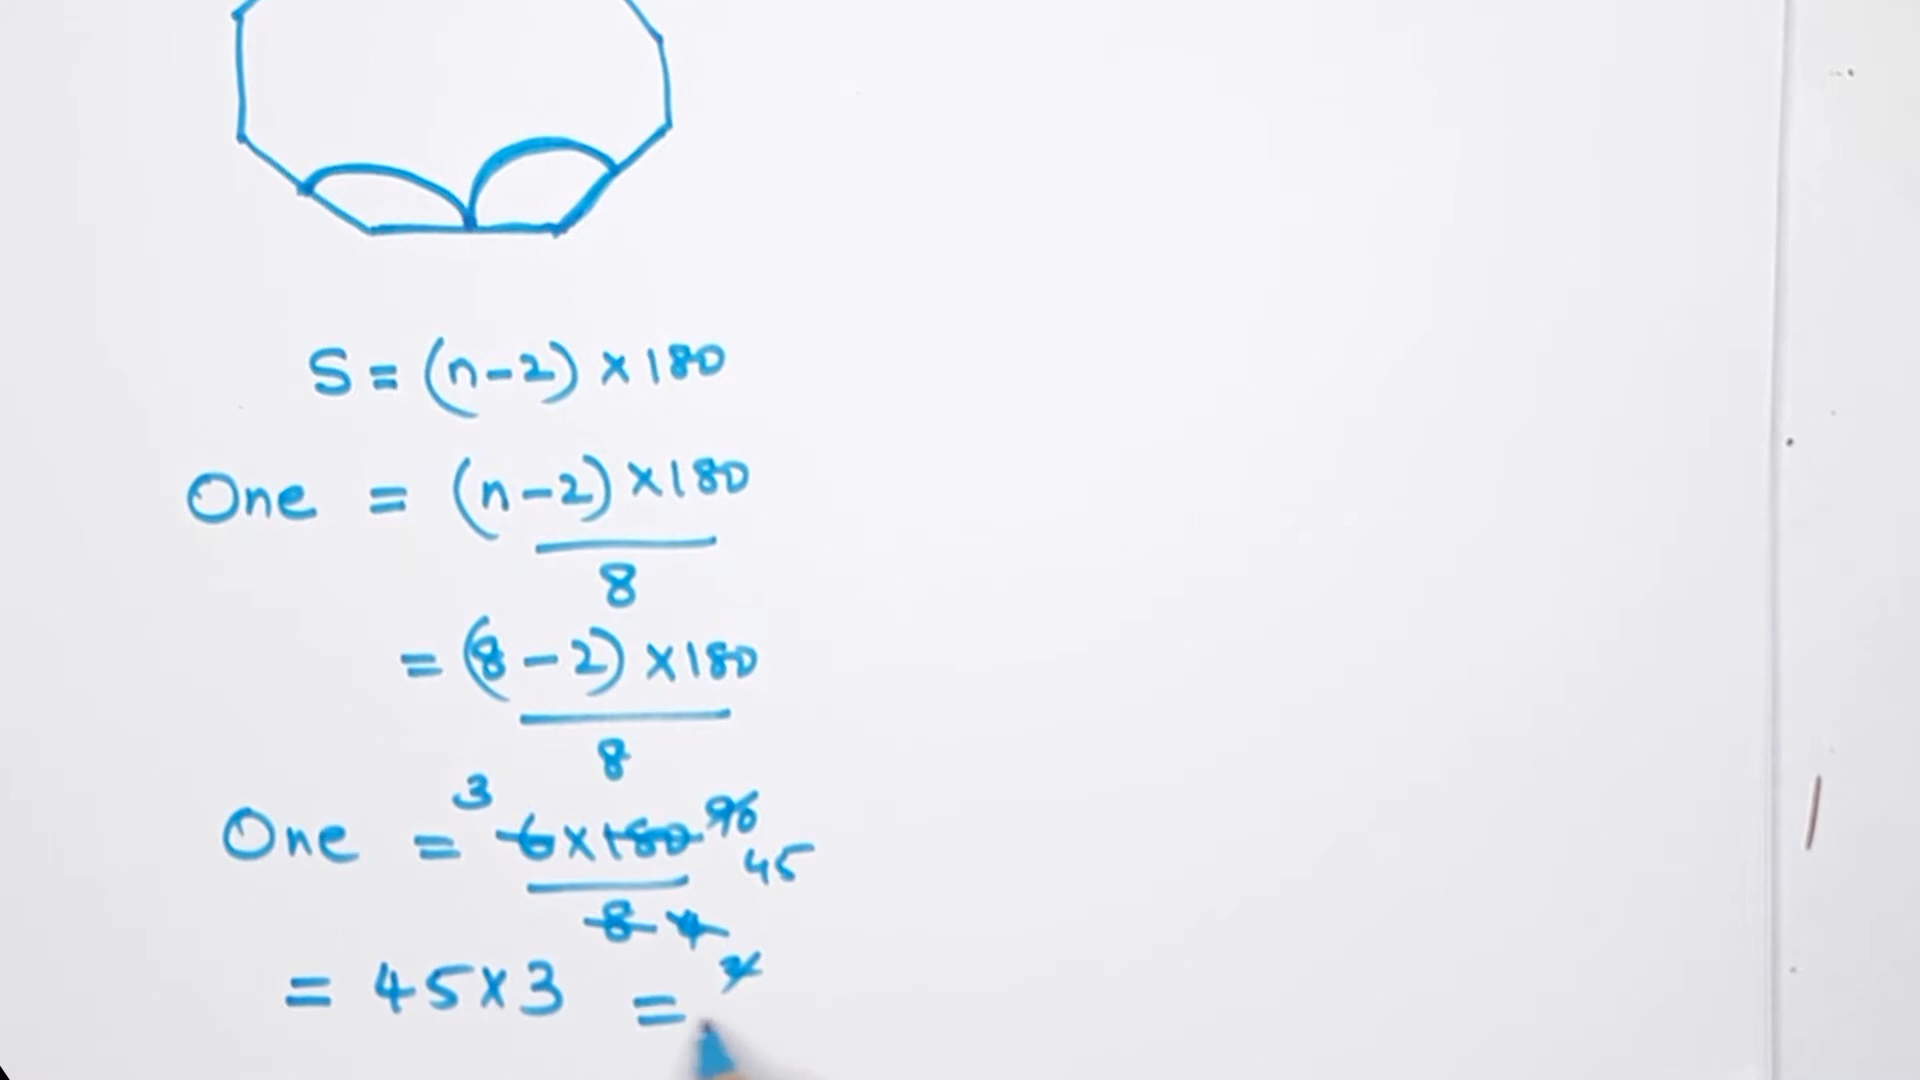 S = (n-2) × 180
One = (n-2) × 180
8
= (8-2) × 180
8
3
One = 6 × 180 90
45
8 4
2
= 45 × 3 =